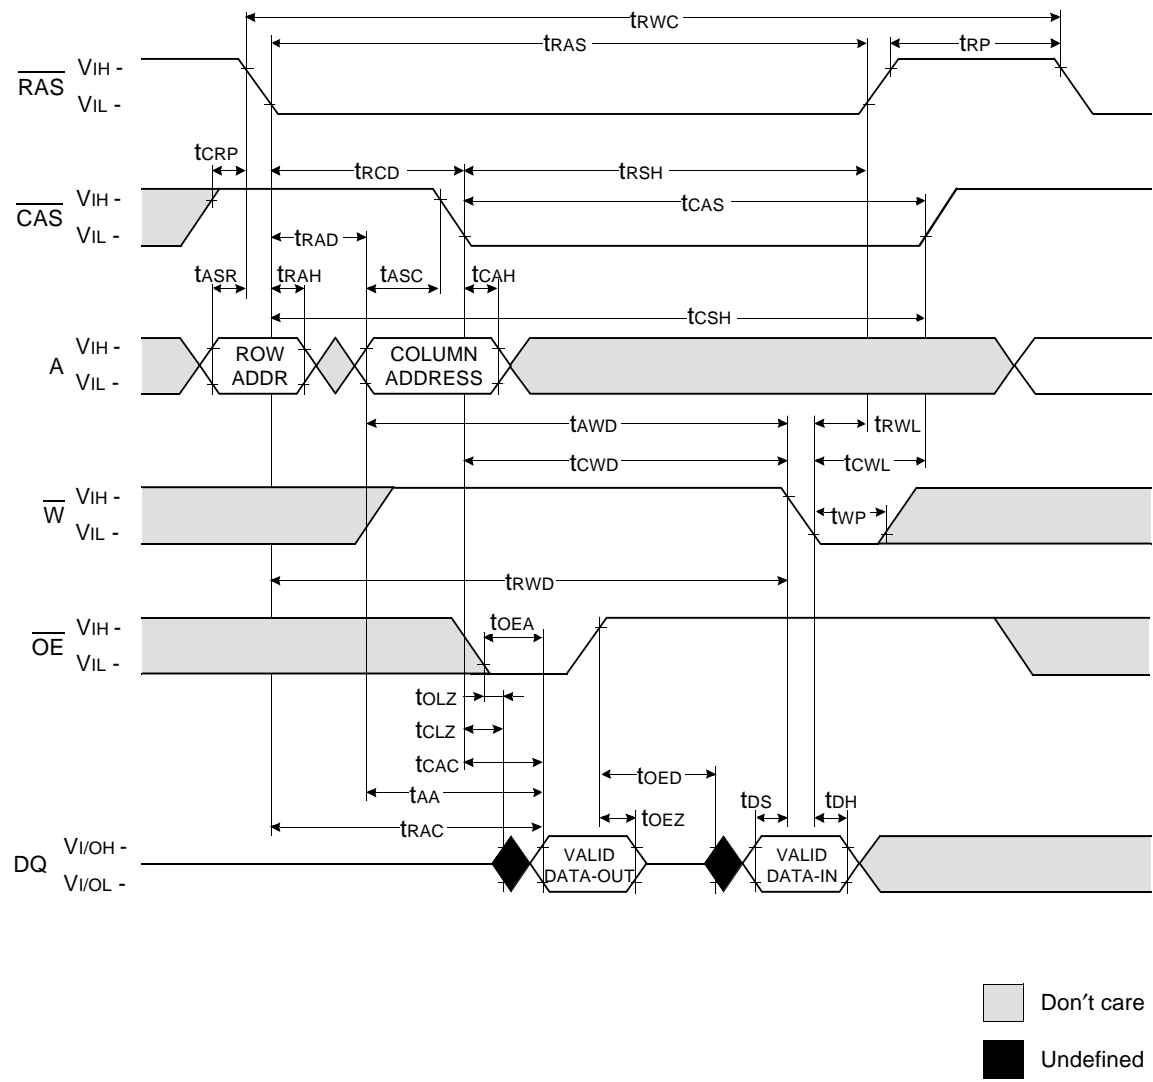 tRWC
tRAS
tRP
RAS
VIH -
VIL -
tCRP
tRCD
tRSH
CAS
VIH -
VIL -
tCAS
tRAD
tASR
tRAH
tASC
tCAH
tCSH
A
VIH -
VIL -
ROW
ADDR
COLUMN
ADDRESS
tAWD
tRWL
tCWD
tCWL
W
VIH -
VIL -
tWP
tRWD
OE
VIH -
VIL -
tOEA
tOLZ
tCLZ
tCAC
tOED
tAA
tDS
tDH
tRAC
tOEZ
DQ
VI/OH -
VI/OL -
VALID
DATA-OUT
VALID
DATA-IN
Don′t care
Undefined